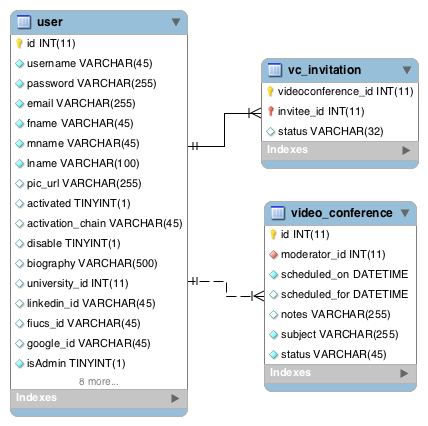 user
id INT(11)
username VARCHAR(45)
password VARCHAR(255)
email VARCHAR(255)
fname VARCHAR(45)
mname VARCHAR(45)
lname VARCHAR(100)
pic_url VARCHAR(255)
activated TINYINT(1)
activation_chain VARCHAR(45)
disable TINYINT(1)
biography VARCHAR(500)
university_id INT(11)
linkedin_id VARCHAR(45)
fiucs_id VARCHAR(45)
google_id VARCHAR(45)
isAdmin TINYINT(1)
8 more...
Indexes
vc_invitation
videoconference_id INT(11)
invitee_id INT(11)
status VARCHAR(32)
Indexes
video_conference
id INT(11)
moderator_id INT(11)
scheduled_on DATETIME
scheduled_for DATETIME
notes VARCHAR(255)
subject VARCHAR(255)
status VARCHAR(45)
Indexes